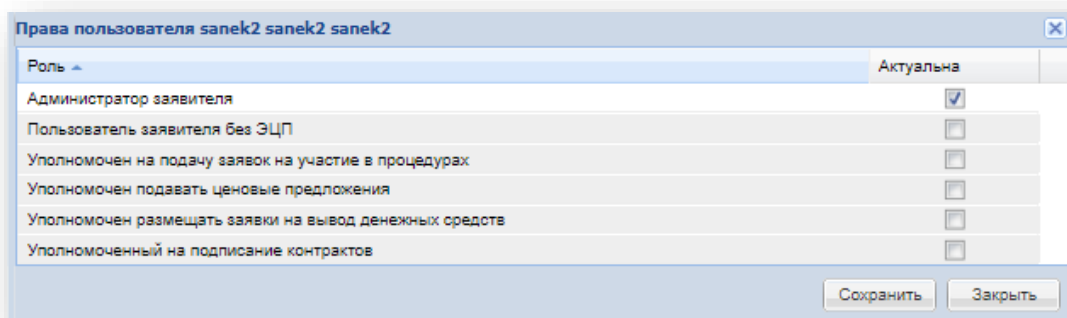 Права пользователя sanek2 sanek2 sanek2
Роль Актуальна
Администратор заявителя
Пользователь заявителя без ЭЦП
Уполномочен на подачу заявок на участие в процедурах
Уполномочен подавать ценовые предложения
Уполномочен размещать заявки на вывод денежных средств
Уполномоченный на подписание контрактов
Сохранить Закрыть